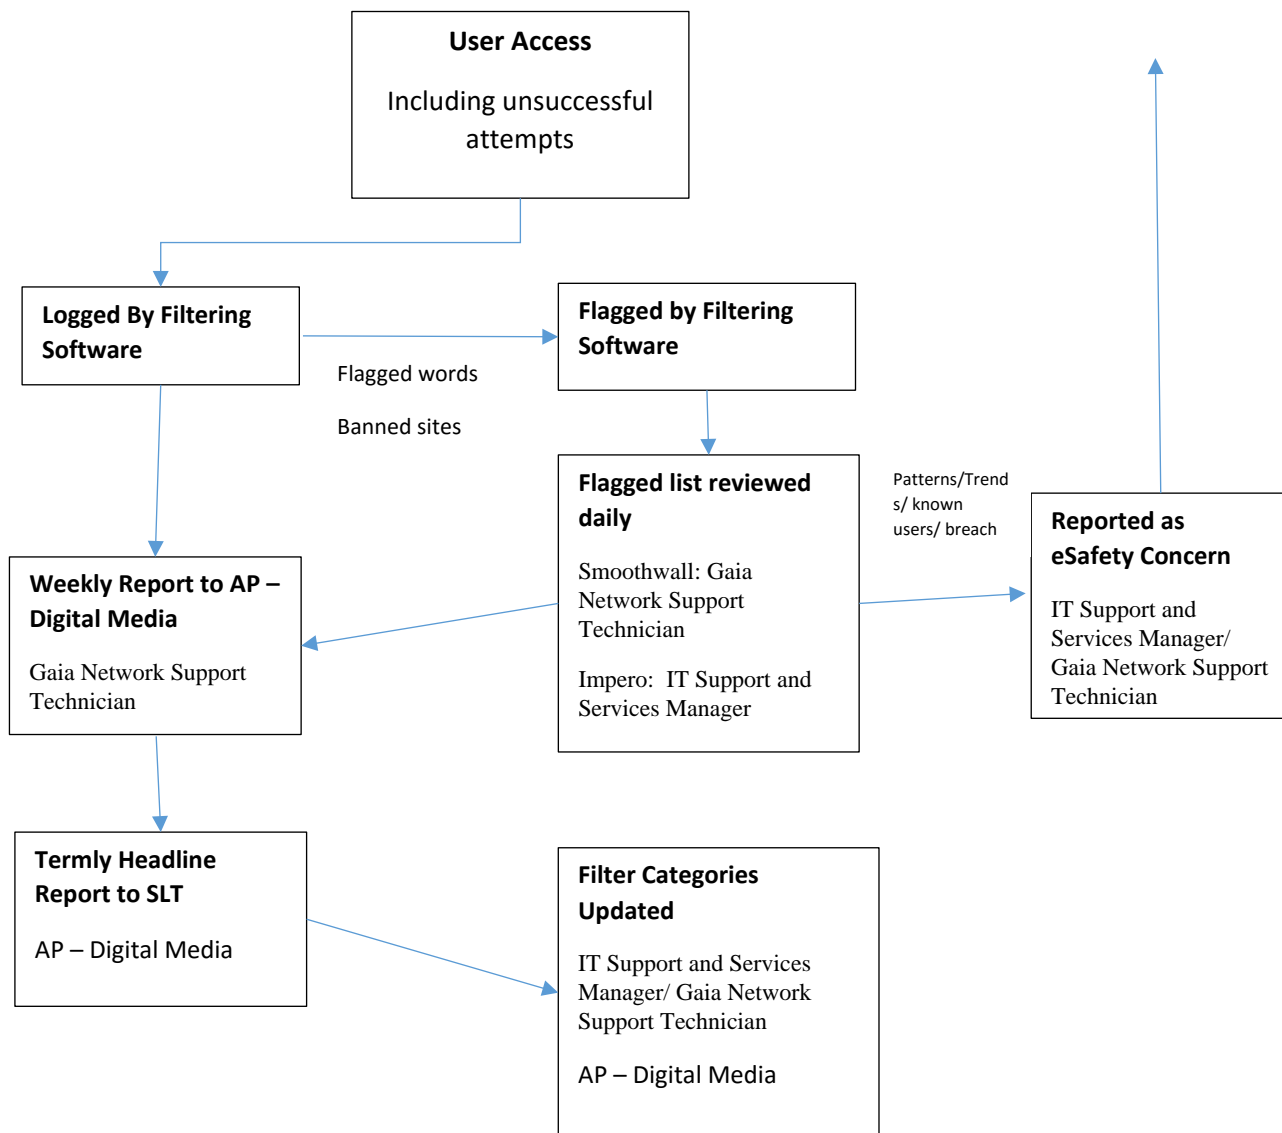 User Access
Including unsuccessful
attempts
Logged By Filtering
Software
Flagged words
Banned sites
Flagged by Filtering
Software
Flagged list reviewed
daily
Smoothwall: Gaia
Network Support
Technician
Impero:  IT Support and
Services Manager
Patterns/Trend
s/ known
users/ breach
Reported as
eSafety Concern
IT Support and
Services Manager/
Gaia Network Support
Technician
Weekly Report to AP –
Digital Media
Gaia Network Support
Technician
Termly Headline
Report to SLT
AP – Digital Media
Filter Categories
Updated
IT Support and Services
Manager/ Gaia Network
Support Technician
AP – Digital Media